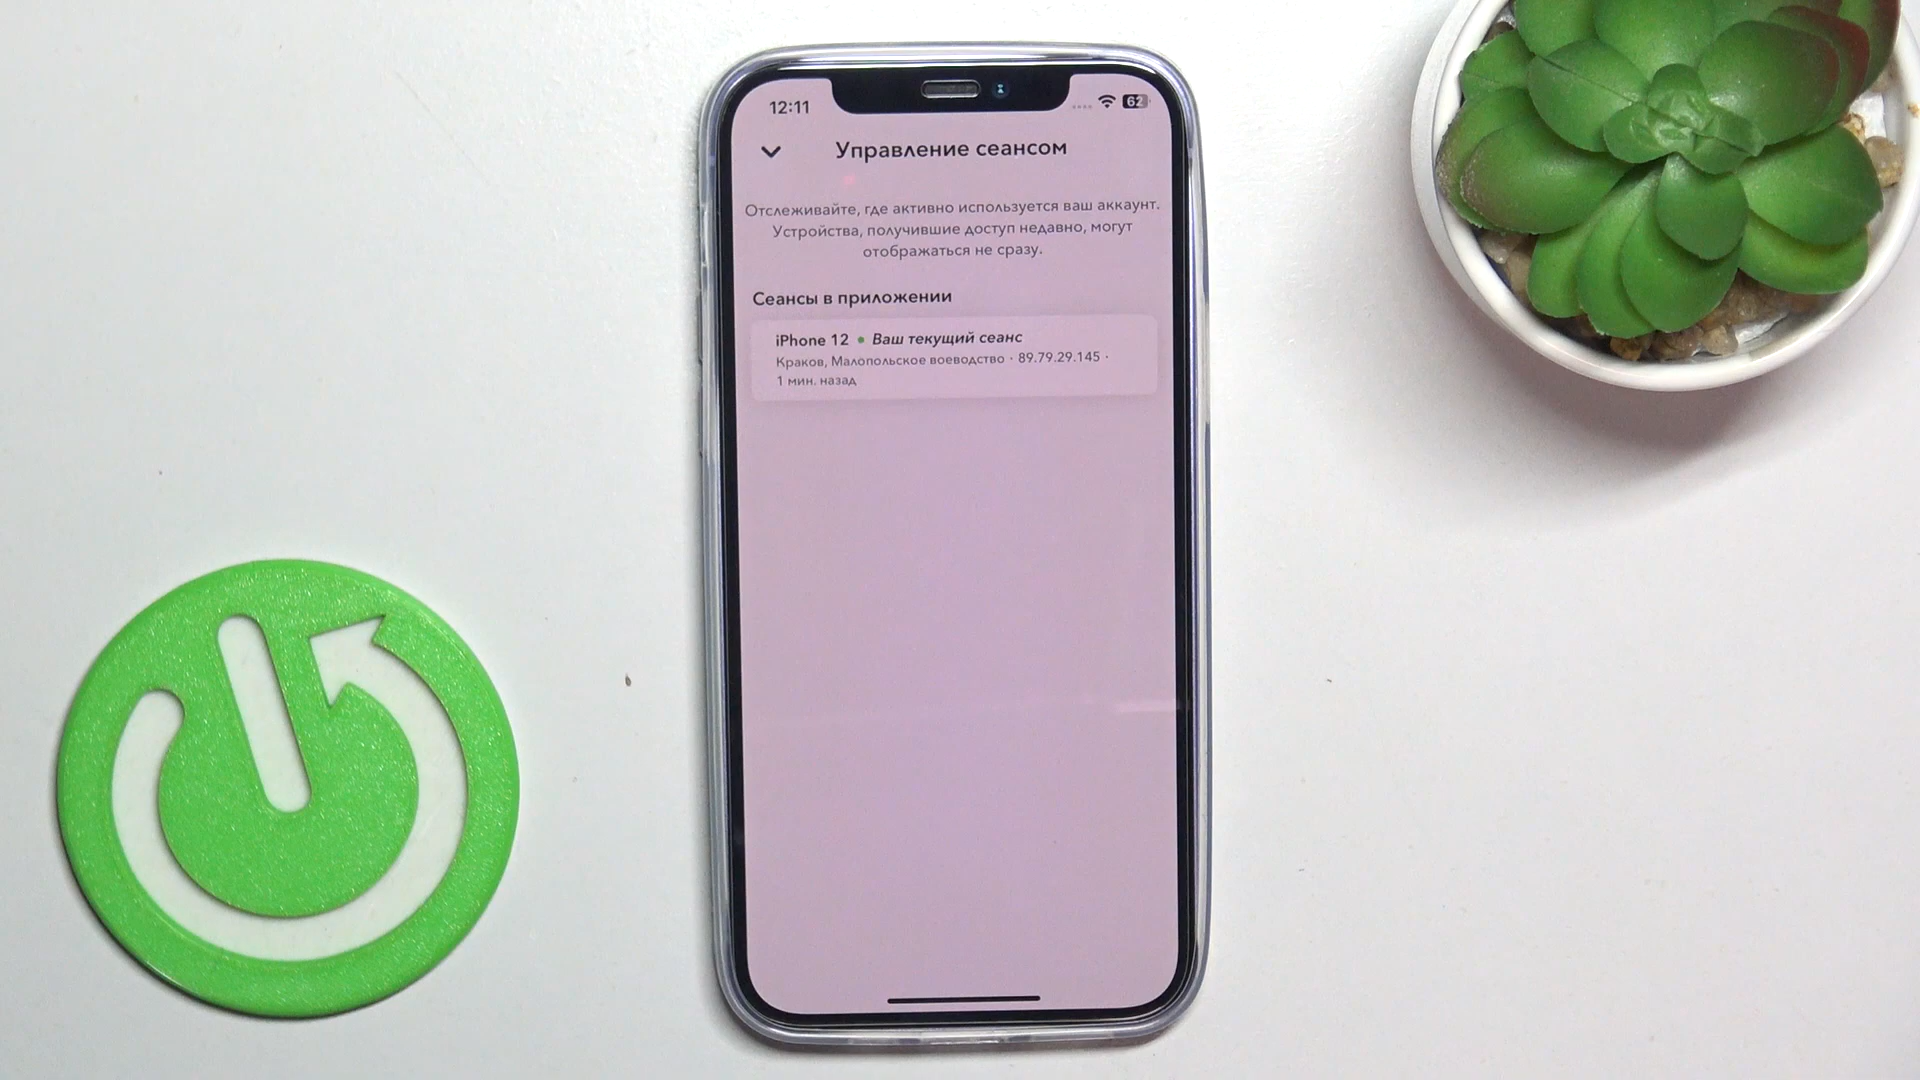 12:11
62
Управление сеансом
Отслеживайте, где активно используется ваш аккаунт.
Устройства, получившие доступ недавно, могут
отображаться не сразу.
Сеансы в приложении
iPhone 12 • Ваш текущий сеанс
Краков, Малопольское воеводство · 89.79.29.145 ·
1 мин. назад